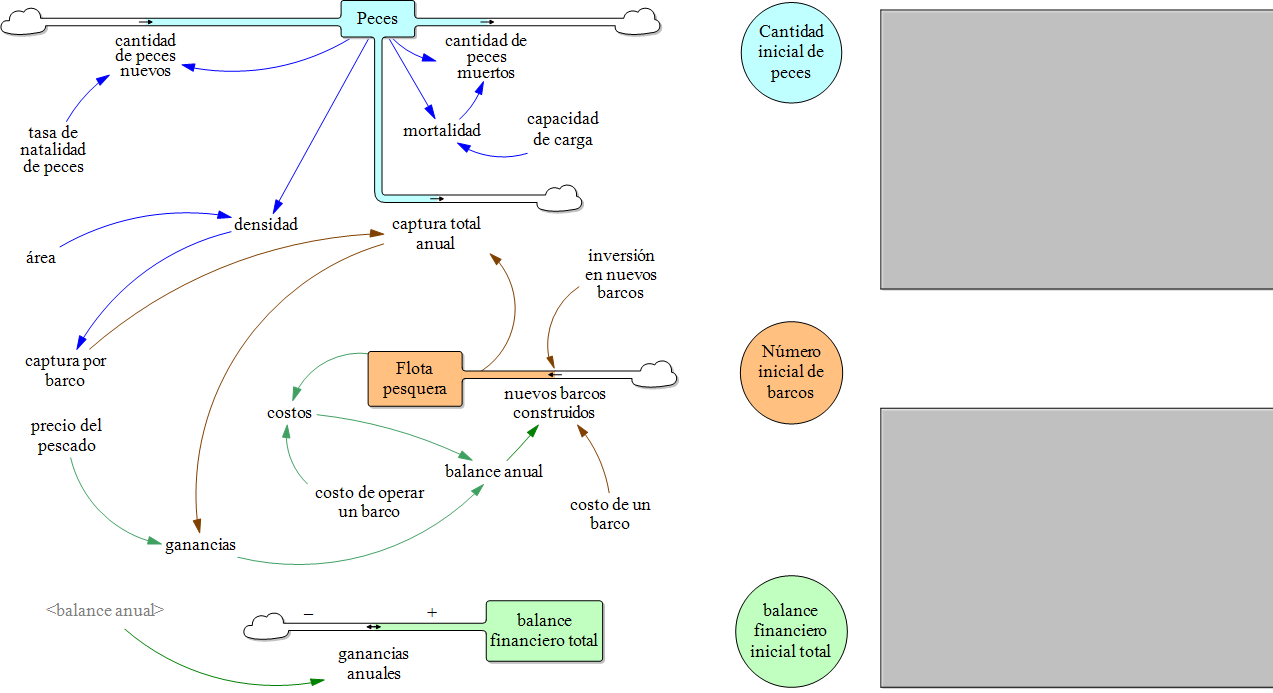 Peces
cantidad
de peces
nuevos
cantidad de
peces
muertos
Cantidad
inicial de
peces
tasa de
natalidad
de peces
mortalidad
capacidad
de carga
densidad
captura total
anual
área
inversión
en nuevos
barcos
captura por
barco
Flota
pesquera
Número
inicial de
barcos
nuevos barcos
construidos
costos
precio del
pescado
balance anual
costo de operar
un barco
costo de un
barco
ganancias
<balance anual>
–
+
balance
financiero total
ganancias
anuales
balance
financiero
inicial total